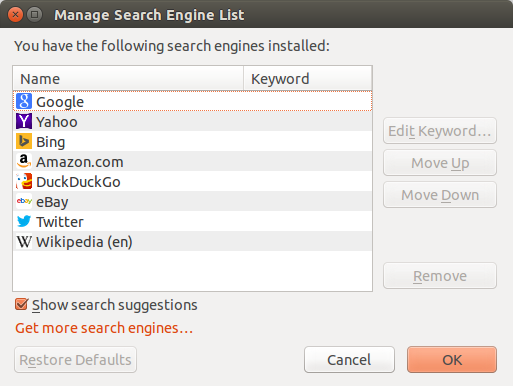 Manage Search Engine List
You have the following search engines installed:
Name Keyword
Google
Yahoo
Bing
Amazon.com
DuckDuckGo
eBay
Twitter
Wikipedia (en)
Edit Keyword...
Move Up
Move Down
Remove
Show search suggestions
Get more search engines...
Restore Defaults Cancel OK